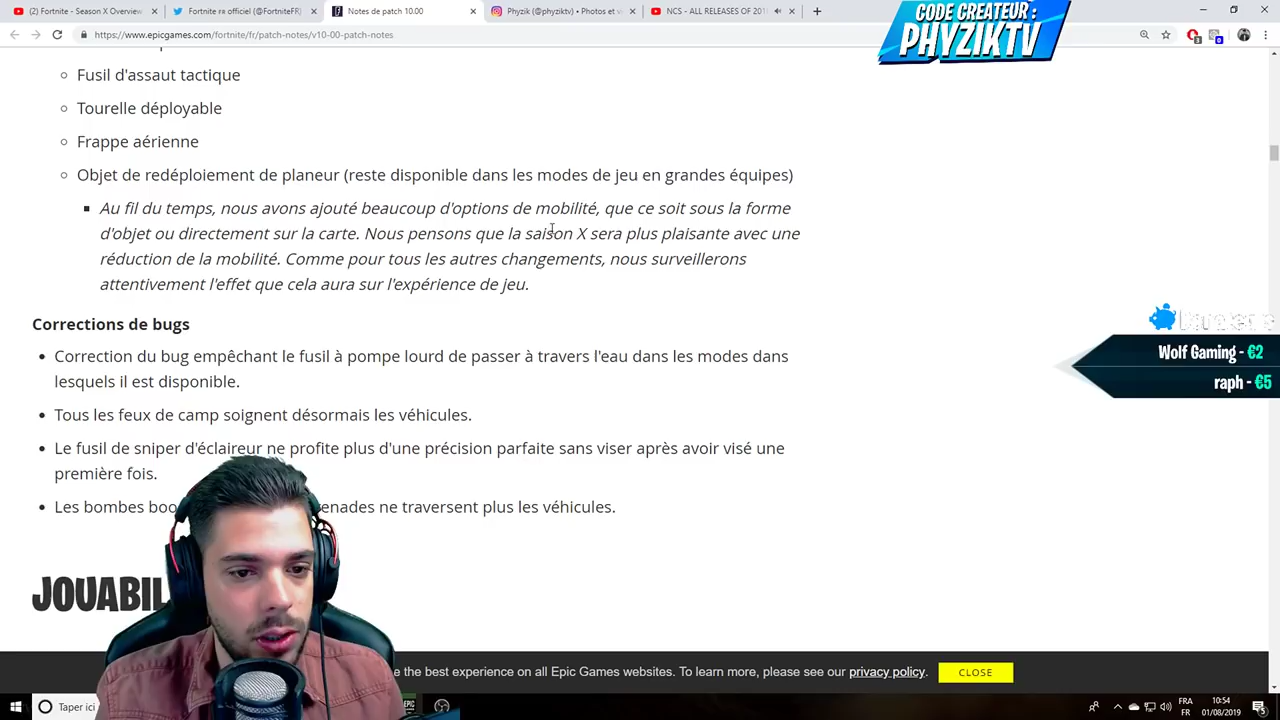 (2) Fortnite - Season X Overview
Fortnite FR officiel (@FortniteFR)
Notes de patch 10.00
Phyzik (@phyziktv) • Photos et v
NCS - ALL RELEASES OF 201
https://www.epicgames.com/fortnite/fr/patch-notes/v10-00-patch-notes
CODE CREATEUR :
PHYZIKTV
Fusil d'assaut tactique
Tourelle déployable
Frappe aérienne
Objet de redéploiement de planeur (reste disponible dans les modes de jeu en grandes équipes)
Au fil du temps, nous avons ajouté beaucoup d'options de mobilité, que ce soit sous la forme
d'objet ou directement sur la carte. Nous pensons que la saison X sera plus plaisante avec une
réduction de la mobilité. Comme pour tous les autres changements, nous surveillerons
attentivement l'effet que cela aura sur l'expérience de jeu.
Corrections de bugs
Correction du bug empêchant le fusil à pompe lourd de passer à travers l'eau dans les modes dans
lesquels il est disponible.
Tous les feux de camp soignent désormais les véhicules.
Le fusil de sniper d'éclaireur ne profite plus d'une précision parfaite sans viser après avoir visé une
première fois.
Les bombes boo
enades ne traversent plus les véhicules.
Wolf Gaming - €2
raph - €5
JOUABIL
e the best experience on all Epic Games websites. To learn more, please see our privacy policy.
CLOSE
Taper ici
EPIC
FRA
FR
10:54
01/08/2019